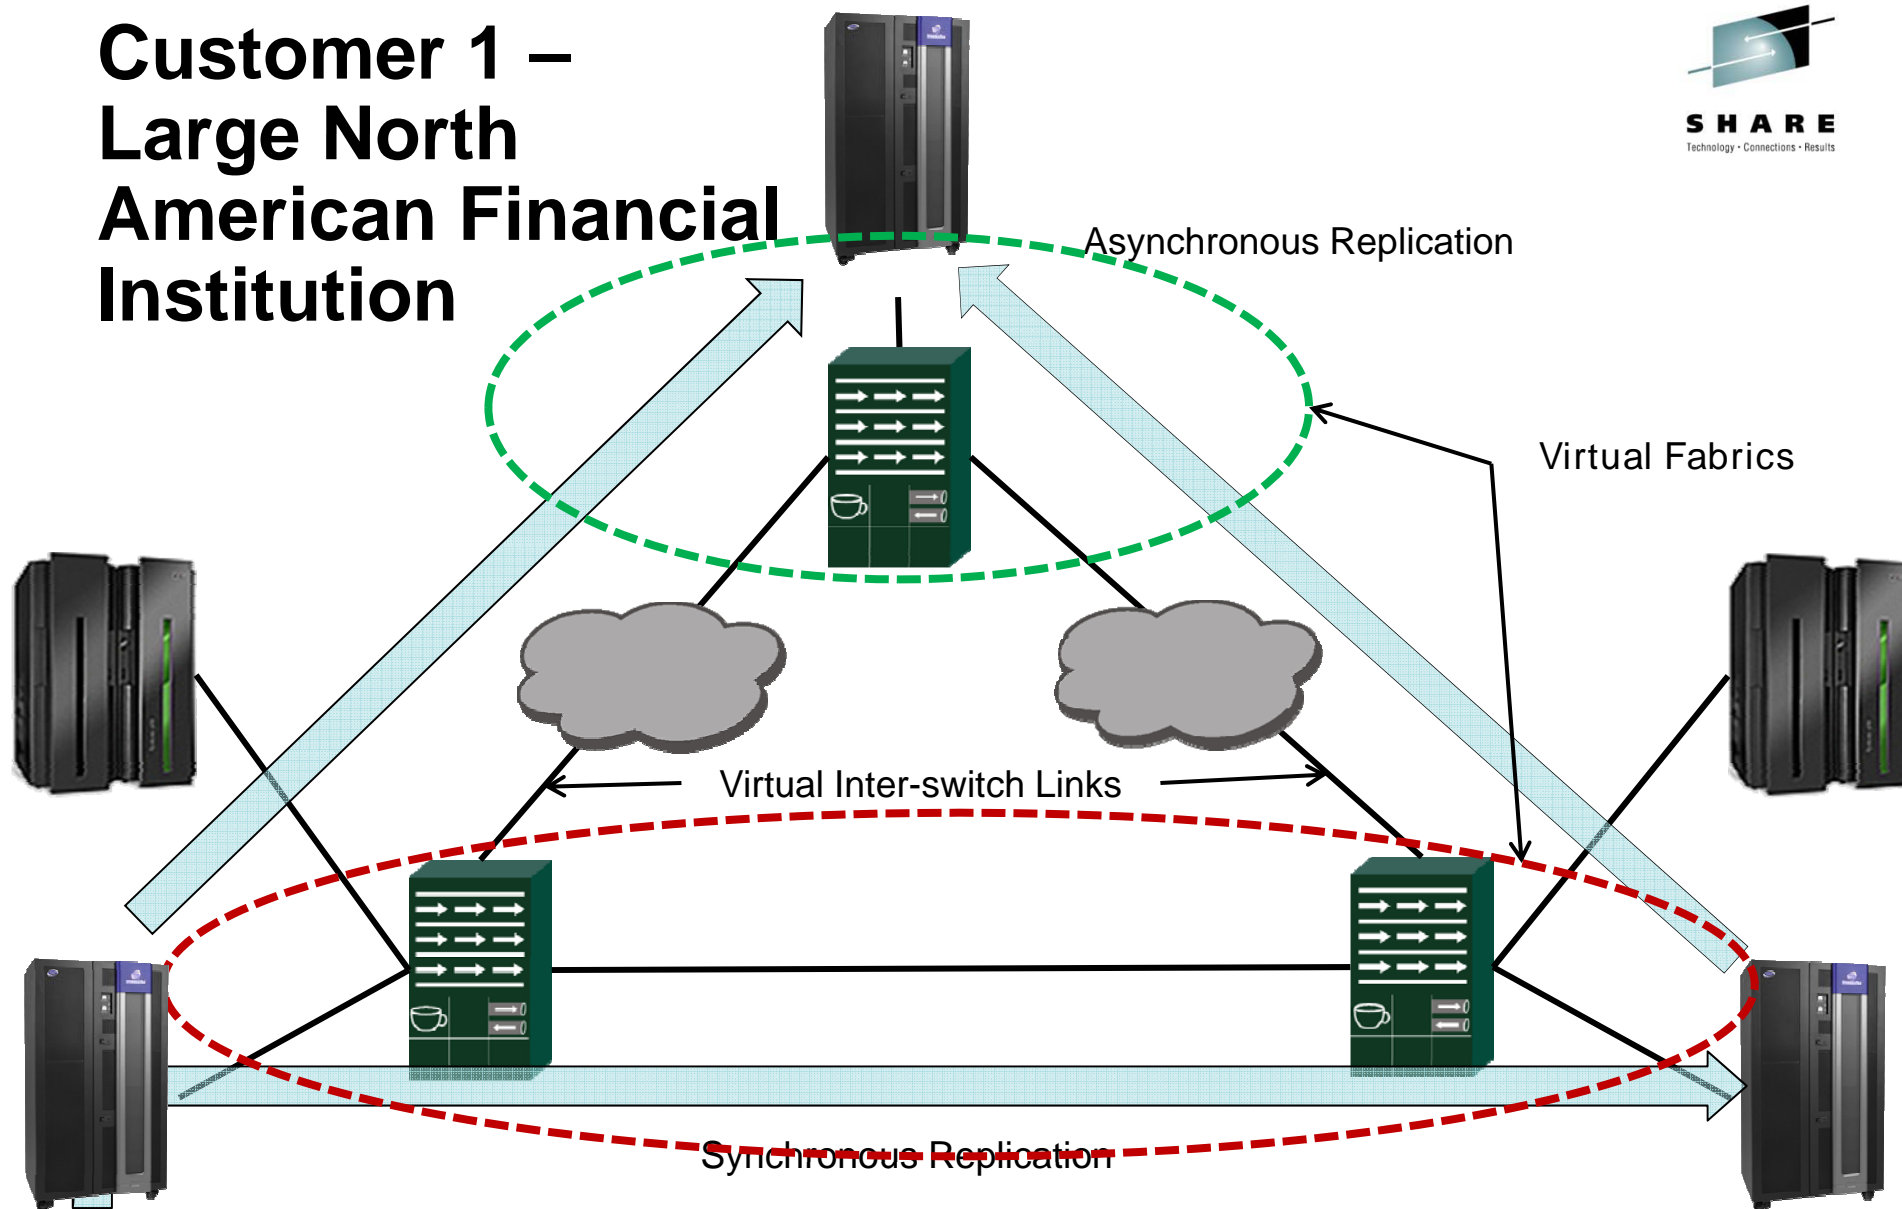 Customer 1 –
Large North
American Financial
Institution
SHARE
Technology • Connections • Results
Asynchronous Replication
Virtual Fabrics
Virtual Inter-switch Links
Synchronous Replication